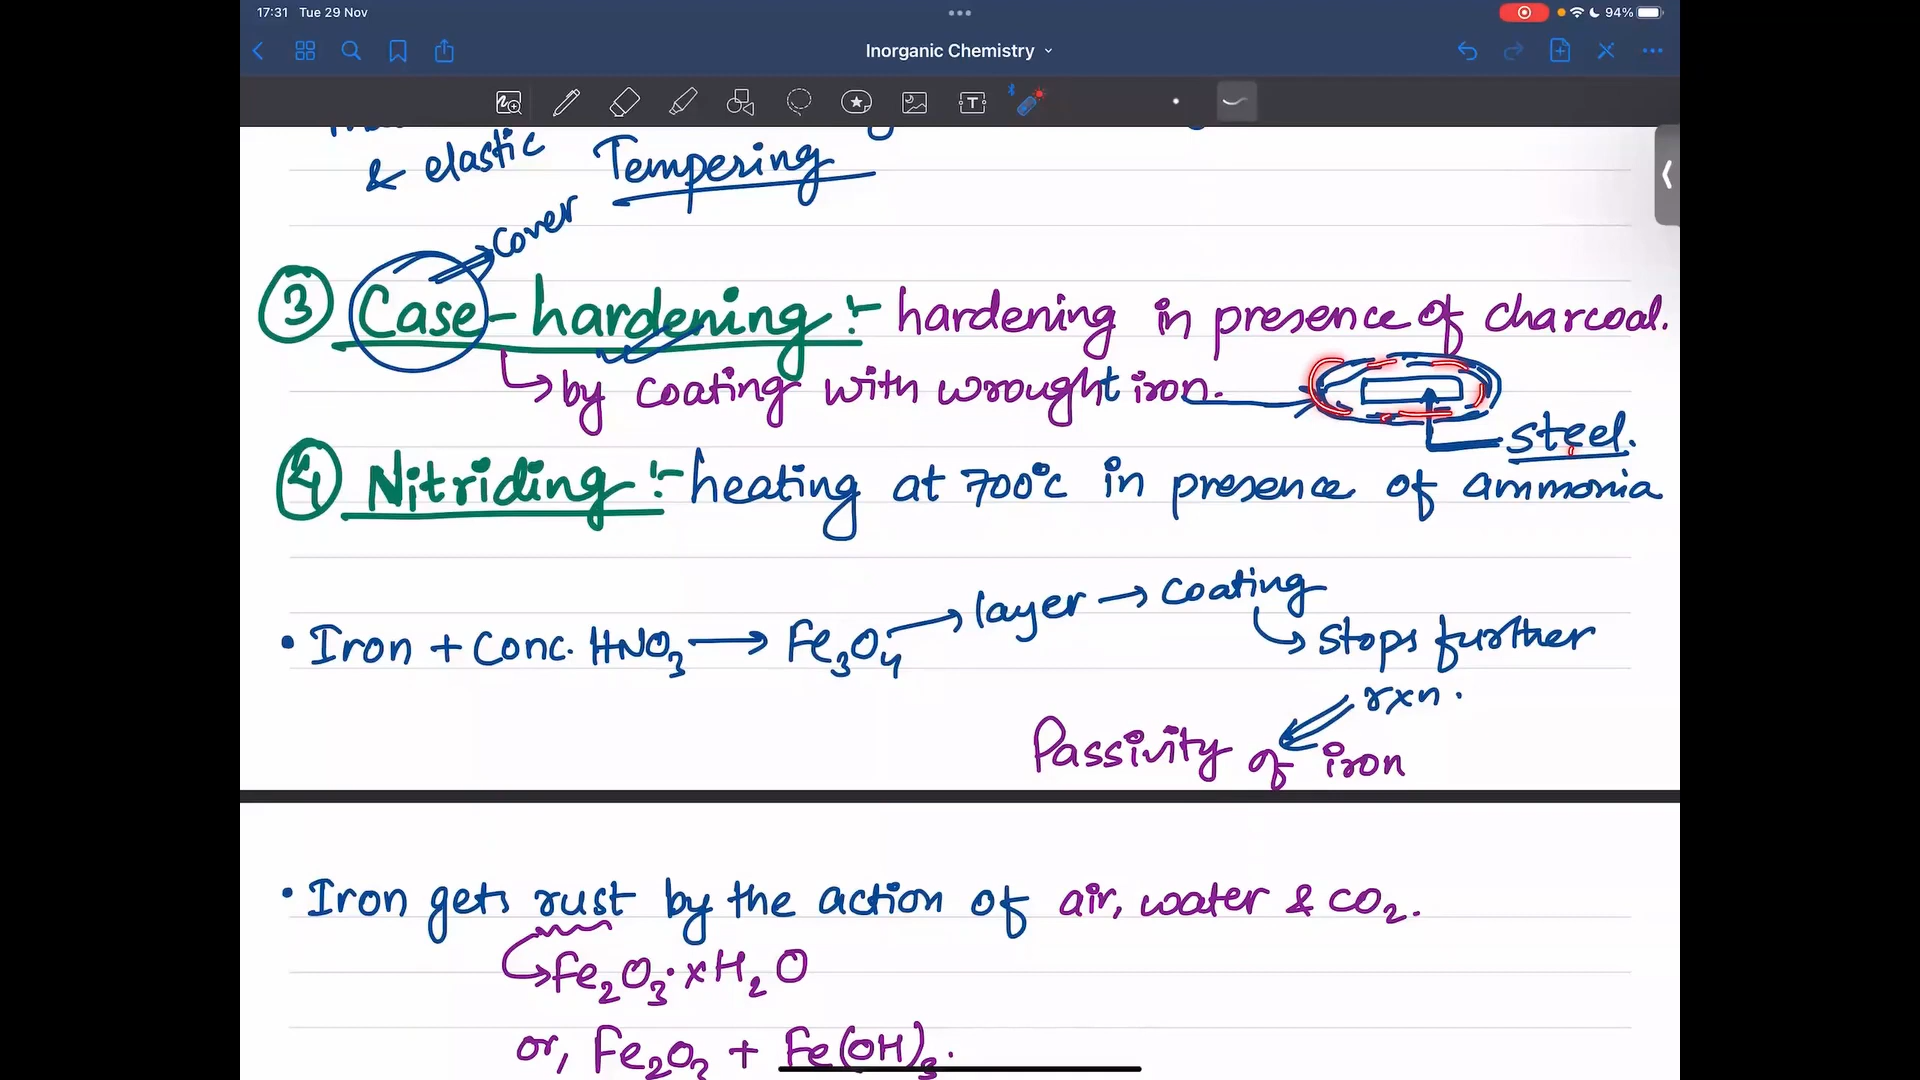 17:31 Tue 29 Nov
94%
Inorganic Chemistry
& elastic Tempering
cover
③ Case-hardening :- hardening in presence of charcoal.
by coating with wrought iron.
steel.
④ Nitriding :- heating at 700°c in presence of ammonia
layer → coating
• Iron + Conc. HNO₃ → Fe₃O₄
stops further
rxn.
Passivity of iron
• Iron gets rust by the action of air, water & CO₂.
Fe₂O₃·xH₂O
or, Fe₂O₃ + Fe(OH)₃.